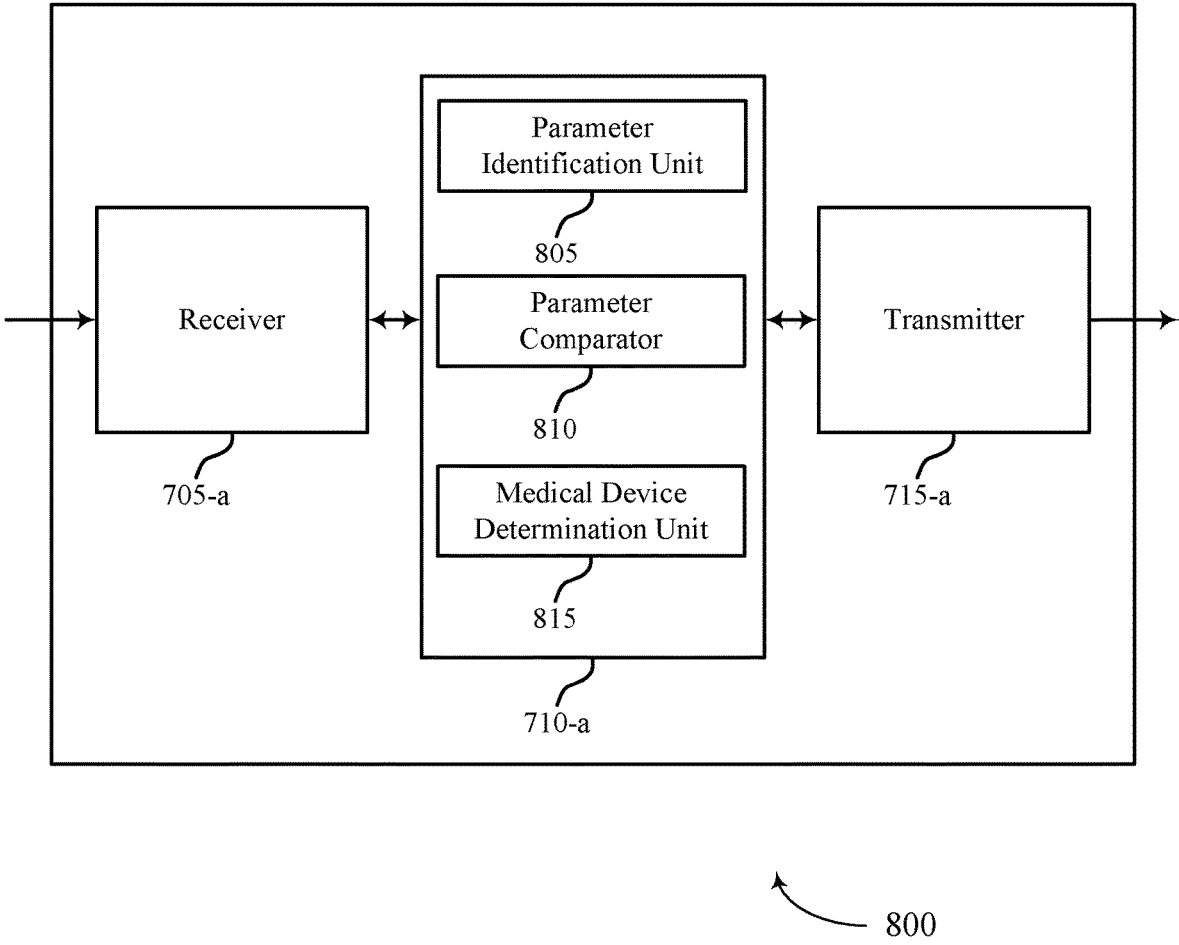 Parameter
Identification Unit
805
Receiver
705-a
Parameter
Comparator
810
Transmitter
715-a
Medical Device
Determination Unit
815
710-a
800